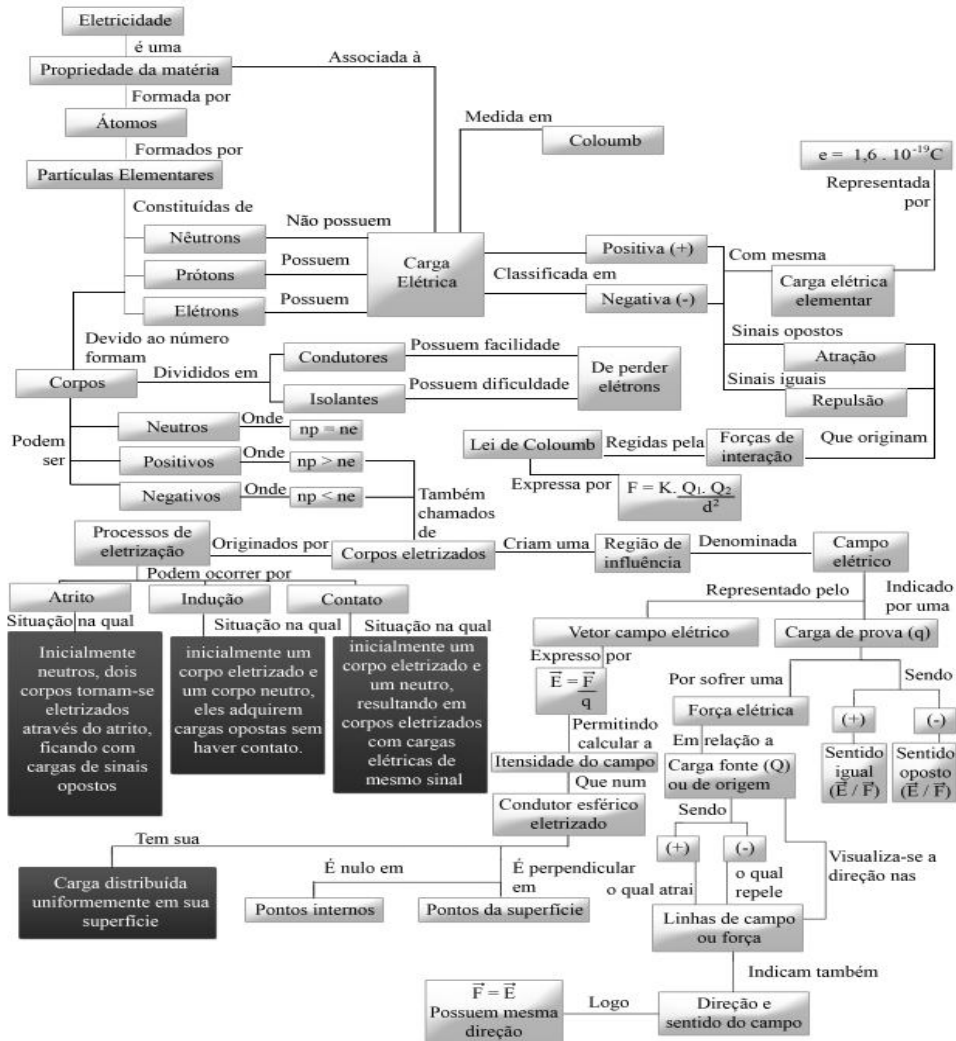 Eletricidade
é uma
Propriedade da matéria
Associada à
Formada por
Átomos
Medida em
Coloumb
Formados por
Partículas Elementares
e = 1,6 . 10⁻¹⁹C
Representada
por
Constituídas de
Nêutrons
Não possuem
Prótons
Possuem
Elétrons
Possuem
Carga
Elétrica
Classificada em
Positiva (+)
Negativa (-)
Com mesma
Carga elétrica
elementar
Sinais opostos
Atração
Sinais iguais
Repulsão
Devido ao número
formam
Corpos
Divididos em
Condutores
Possuem facilidade
Isolantes
Possuem dificuldade
De perder
elétrons
Podem
ser
Neutros
Onde
np = ne
Positivos
Onde
np > ne
Negativos
Onde
np < ne
Lei de Coloumb
Regidas pela
Forças de
interação
Que originam
Expressa por
F = K. Q₁. Q₂
d²
Também
chamados
de
Processos de
eletrização
Originados por
Corpos eletrizados
Criam uma
Região de
influência
Denominada
Campo
elétrico
Podem ocorrer por
Atrito
Indução
Contato
Situação na qual
Situação na qual
Situação na qual
Inicialmente
neutros, dois
corpos tornam-se
eletrizados
através do atrito,
ficando com
cargas de sinais
opostos
inicialmente um
corpo eletrizado e
um corpo neutro,
eles adquirem
cargas opostas sem
haver contato.
inicialmente um
corpo eletrizado e
um neutro,
resultando em
corpos eletrizados
com cargas
elétricas de
mesmo sinal
Representado pelo
Indicado
por uma
Vetor campo elétrico
Carga de prova (q)
Expresso por
E⃗ = F⃗
q
Por sofrer uma
Sendo
Força elétrica
(+)
(-)
Permitindo
calcular a
Em relação a
Sentido
igual
(E⃗ / F⃗)
Sentido
oposto
(E⃗ / F⃗)
Itensidade do campo
Carga fonte (Q)
ou de origem
Que num
Condutor esférico
eletrizado
Sendo
(+)
(-)
Visualiza-se a
direção nas
Tem sua
É nulo em
É perpendicular
em
o qual atrai
o qual
repele
Carga distribuída
uniformemente em sua
superfície
Pontos internos
Pontos da superfície
Linhas de campo
ou força
Indicam também
F⃗ = E⃗
Possuem mesma
direção
Logo
Direção e
sentido do campo